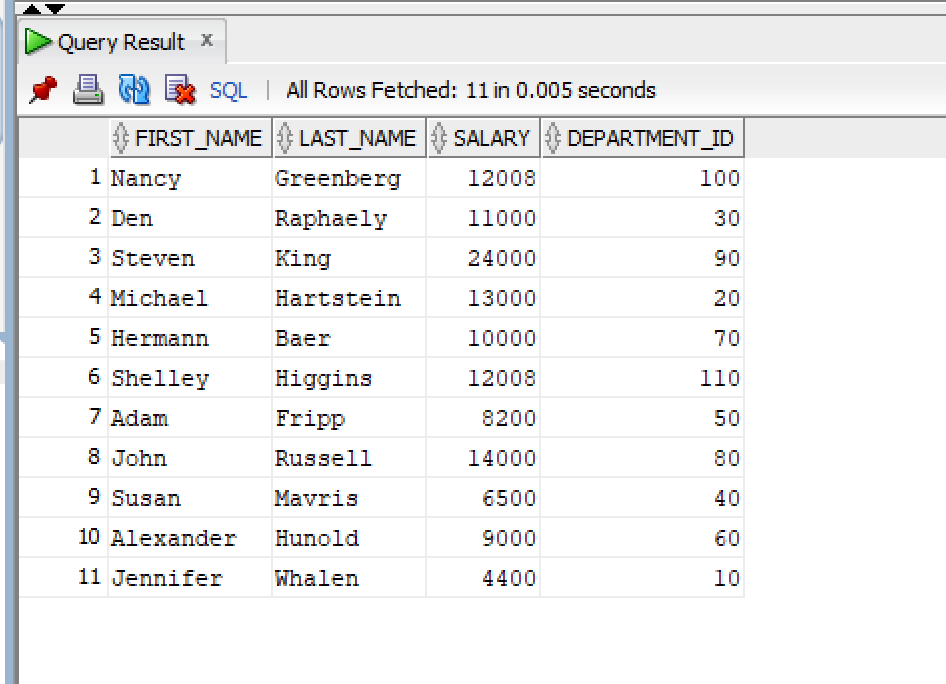 Query Result x
SQL | All Rows Fetched: 11 in 0.005 seconds
FIRST_NAME LAST_NAME SALARY DEPARTMENT_ID
1 Nancy Greenberg 12008 100
2 Den Raphaely 11000 30
3 Steven King 24000 90
4 Michael Hartstein 13000 20
5 Hermann Baer 10000 70
6 Shelley Higgins 12008 110
7 Adam Fripp 8200 50
8 John Russell 14000 80
9 Susan Mavris 6500 40
10 Alexander Hunold 9000 60
11 Jennifer Whalen 4400 10